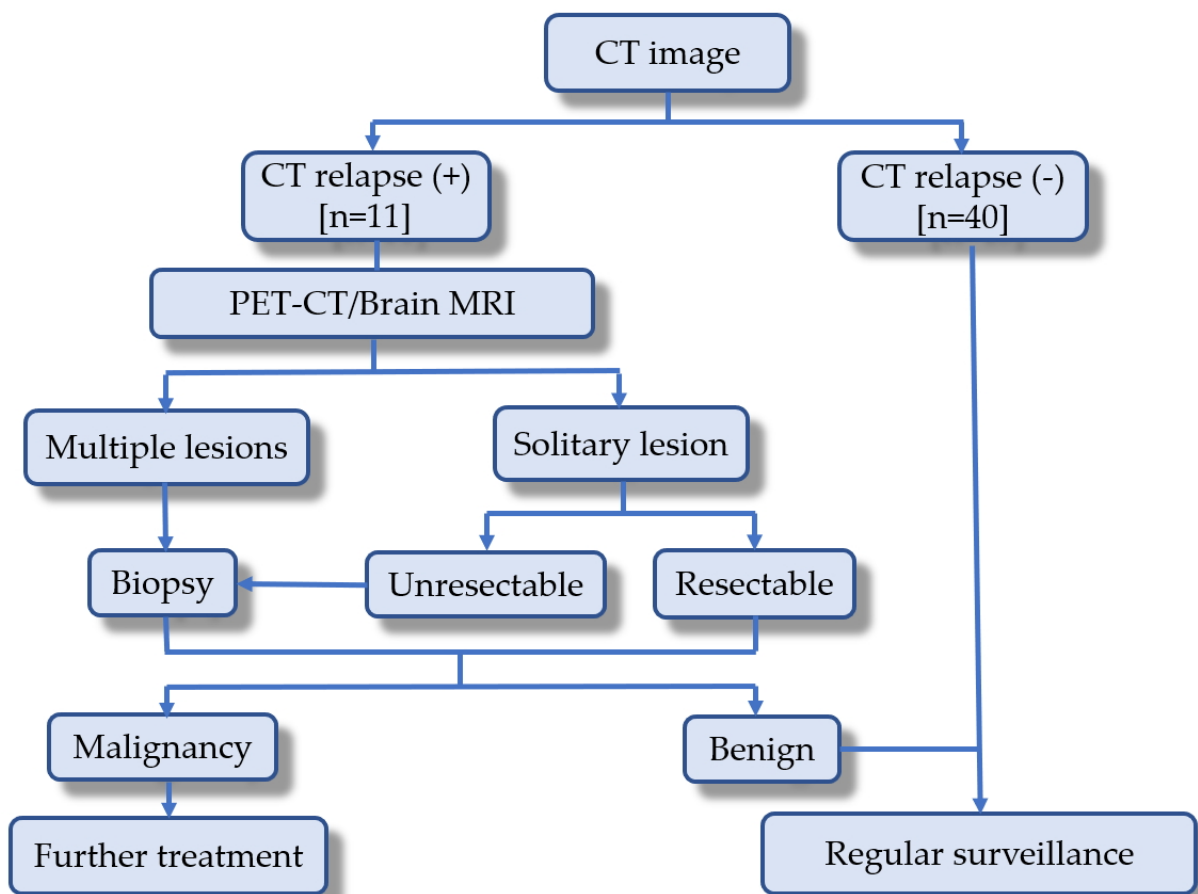 CT image
CT relapse (+)
[n=11]
CT relapse (-)
[n=40]
PET-CT/Brain MRI
Multiple lesions
Solitary lesion
Biopsy
Unresectable
Resectable
Malignancy
Benign
Further treatment
Regular surveillance